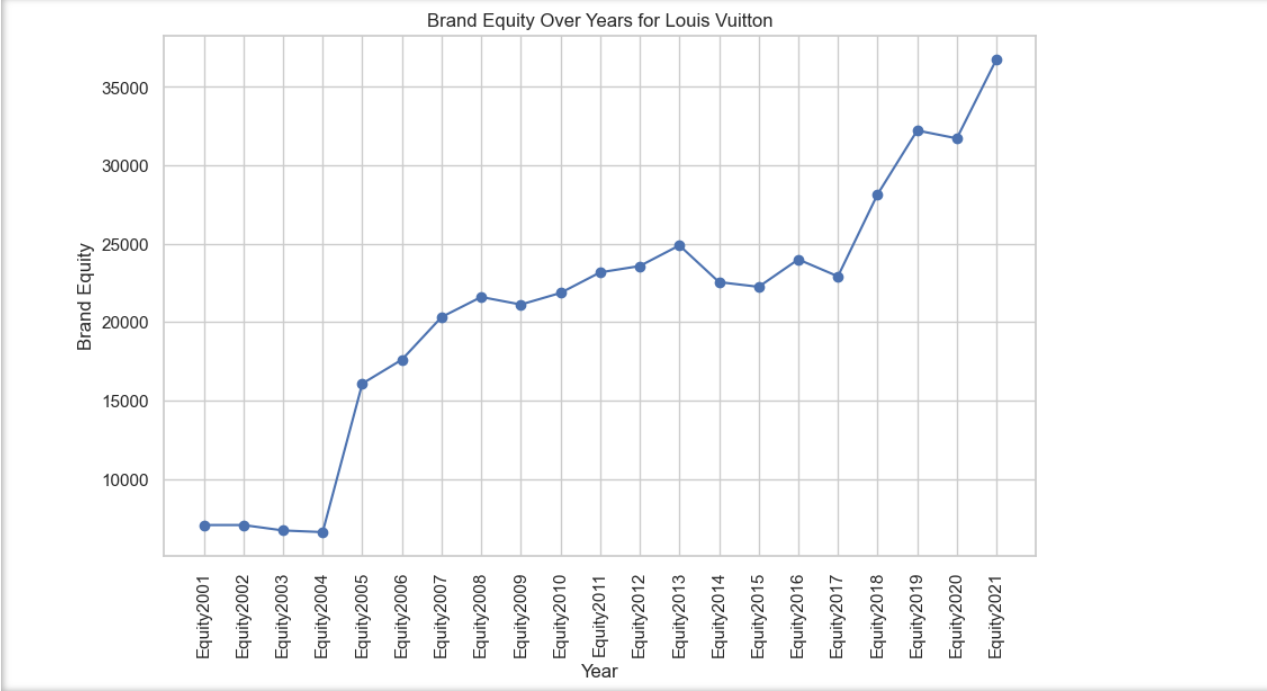 Brand Equity Over Years for Louis Vuitton
35000
30000
25000
20000
15000
10000
Brand Equity
Equity2001
Equity2002
Equity2003
Equity2004
Equity2005
Equity2006
Equity2007
Equity2008
Equity2009
Equity2010
Equity2011
Equity2012
Equity2013
Equity2014
Equity2015
Equity2016
Equity2017
Equity2018
Equity2019
Equity2020
Equity2021
Year